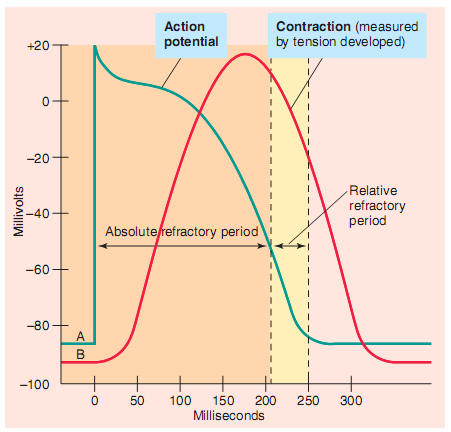 Action
potential
Contraction (measured
by tension developed)
+20
0
–20
–40
–60
–80
–100
Millivolts
Relative
refractory
period
Absolute refractory period
A
B
0
50
100
150
200
250
300
Milliseconds